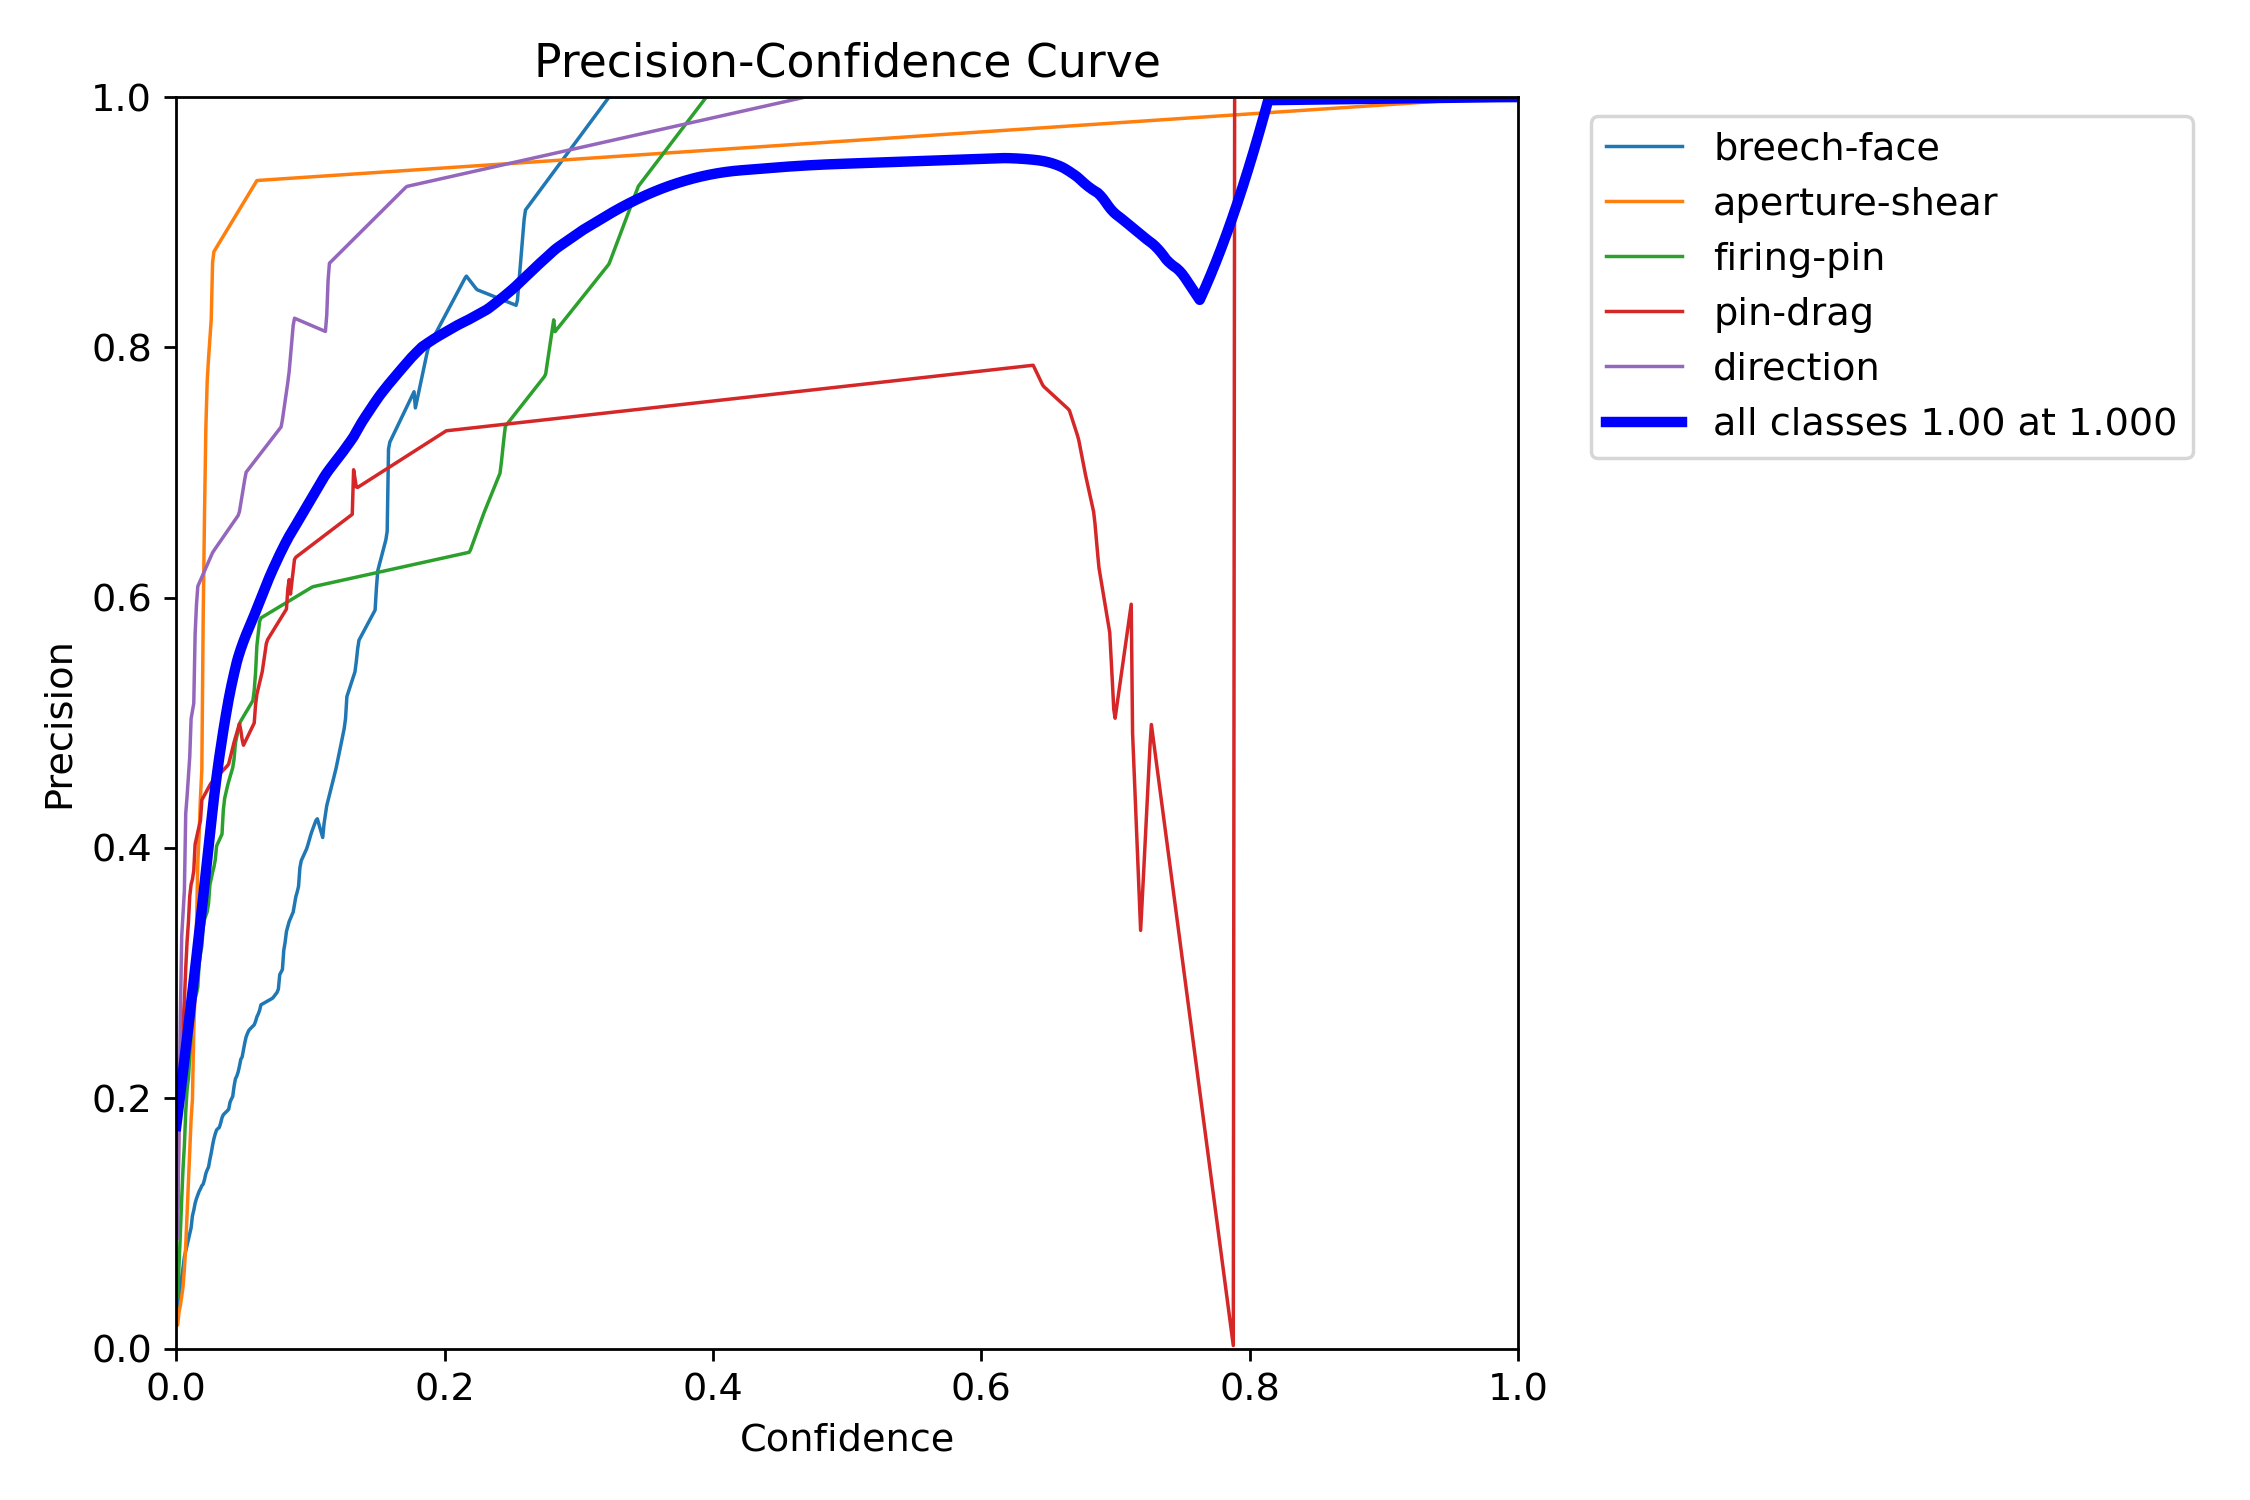 Precision-Confidence Curve
1.0
0.8
0.6
0.4
0.2
0.0
Precision
0.0 0.2 0.4 0.6 0.8 1.0
Confidence
breech-face
aperture-shear
firing-pin
pin-drag
direction
all classes 1.00 at 1.000